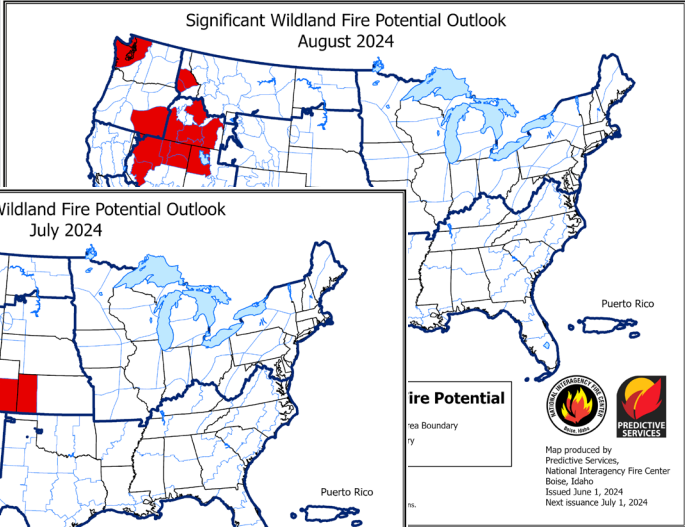 Significant Wildland Fire Potential Outlook
August 2024
Wildland Fire Potential Outlook
July 2024
Puerto Rico
ire Potential
rea Boundary
ry
ns.
NATIONAL INTERAGENCY FIRE CENTER
Boise, Idaho
PREDICTIVE
SERVICES
Map produced by
Predictive Services,
National Interagency Fire Center
Boise, Idaho
Issued June 1, 2024
Next issuance July 1, 2024
Puerto Rico